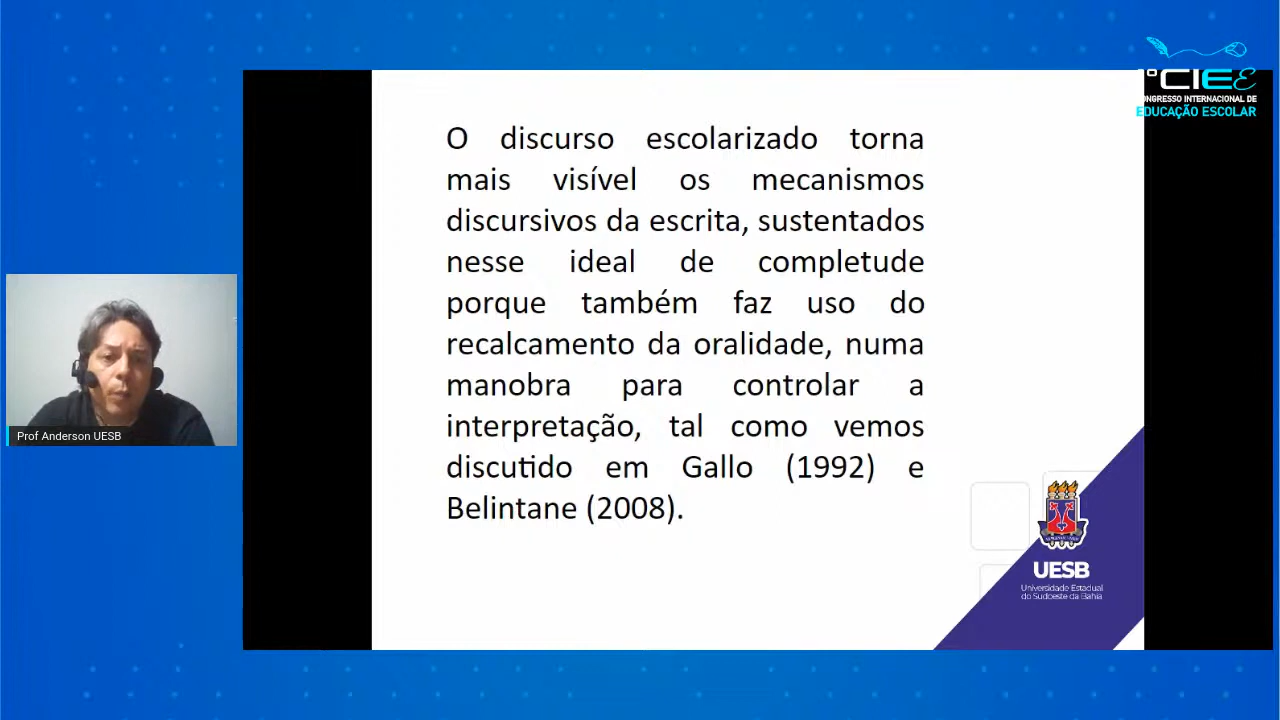 CIEE
CONGRESSO INTERNACIONAL DE
EDUCAÇÃO ESCOLAR
O discurso escolarizado torna
mais visível os mecanismos
discursivos da escrita, sustentados
nesse ideal de completude
porque também faz uso do
recalcamento da oralidade, numa
manobra para controlar a
interpretação, tal como vemos
discutido em Gallo (1992) e
Belintane (2008).
Prof Anderson UESB
UESB
Universidade Estadual
do Sudoeste da Bahia